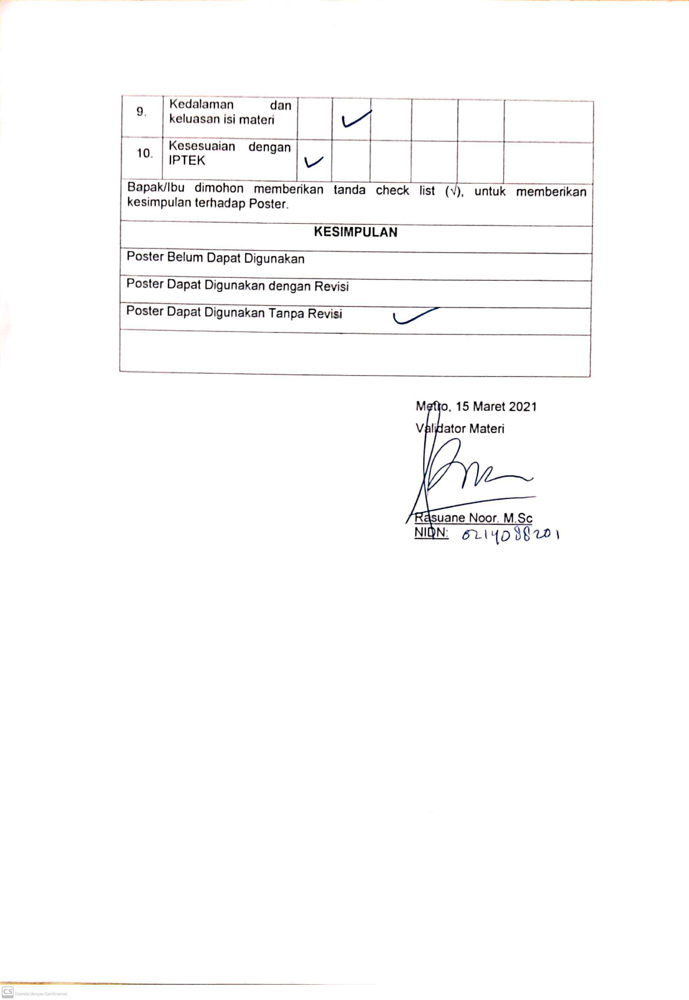 9. Kedalaman dan
keluasan isi materi ✓
10. Kesesuaian dengan
IPTEK ✓
Bapak/Ibu dimohon memberikan tanda check list (√), untuk memberikan
kesimpulan terhadap Poster.
KESIMPULAN
Poster Belum Dapat Digunakan
Poster Dapat Digunakan dengan Revisi
Poster Dapat Digunakan Tanpa Revisi ✓
Metro, 15 Maret 2021
Validator Materi
Rasuane Noor. M.Sc
NIDN: 0214088201
CS Dipindai dengan CamScanner